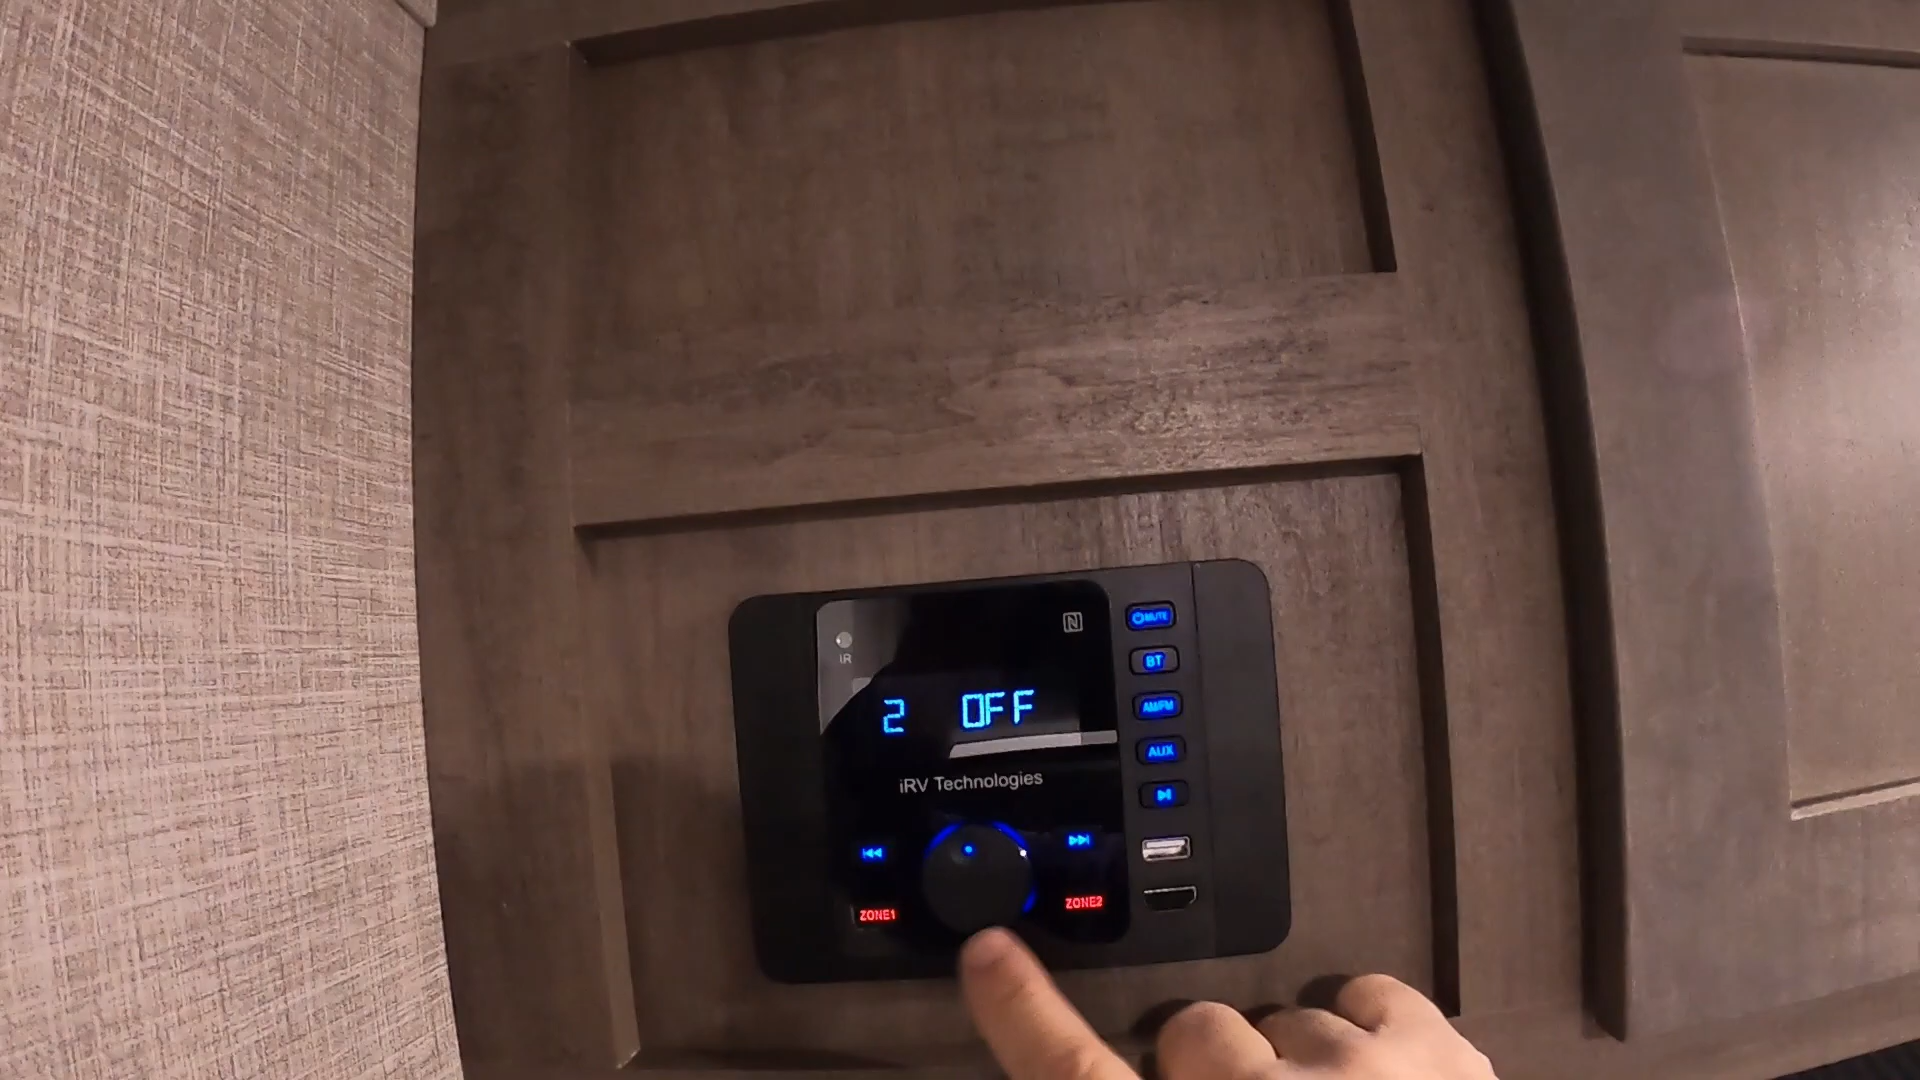 MUTE
iR
BT
2 OFF
AM/FM
AUX
iRV Technologies
ZONE1
ZONE2